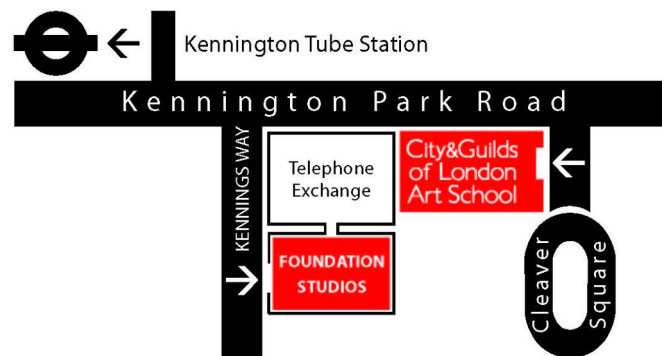 Kennington Tube Station
Kennington Park Road
KENNINGS WAY
Telephone
Exchange
City&Guilds
of London
Art School
FOUNDATION
STUDIOS
Cleaver
Square